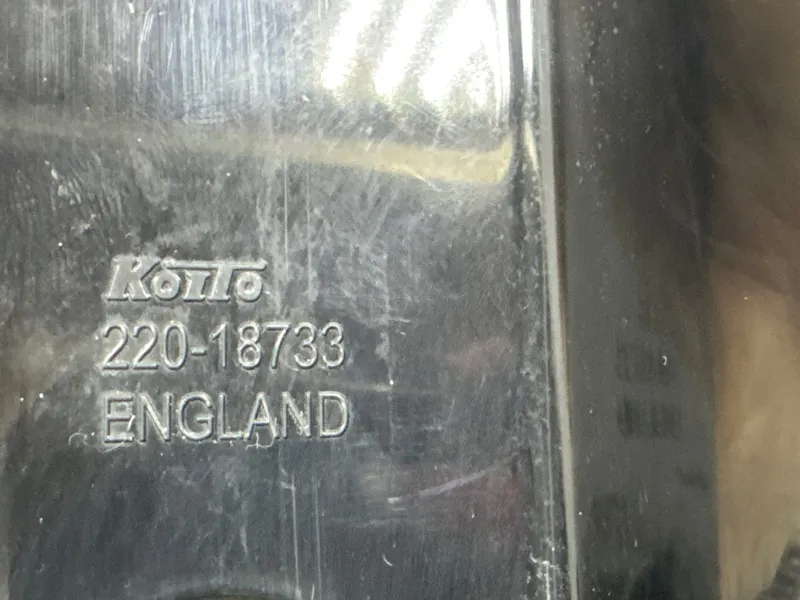 KOITO
220-18733
ENGLAND